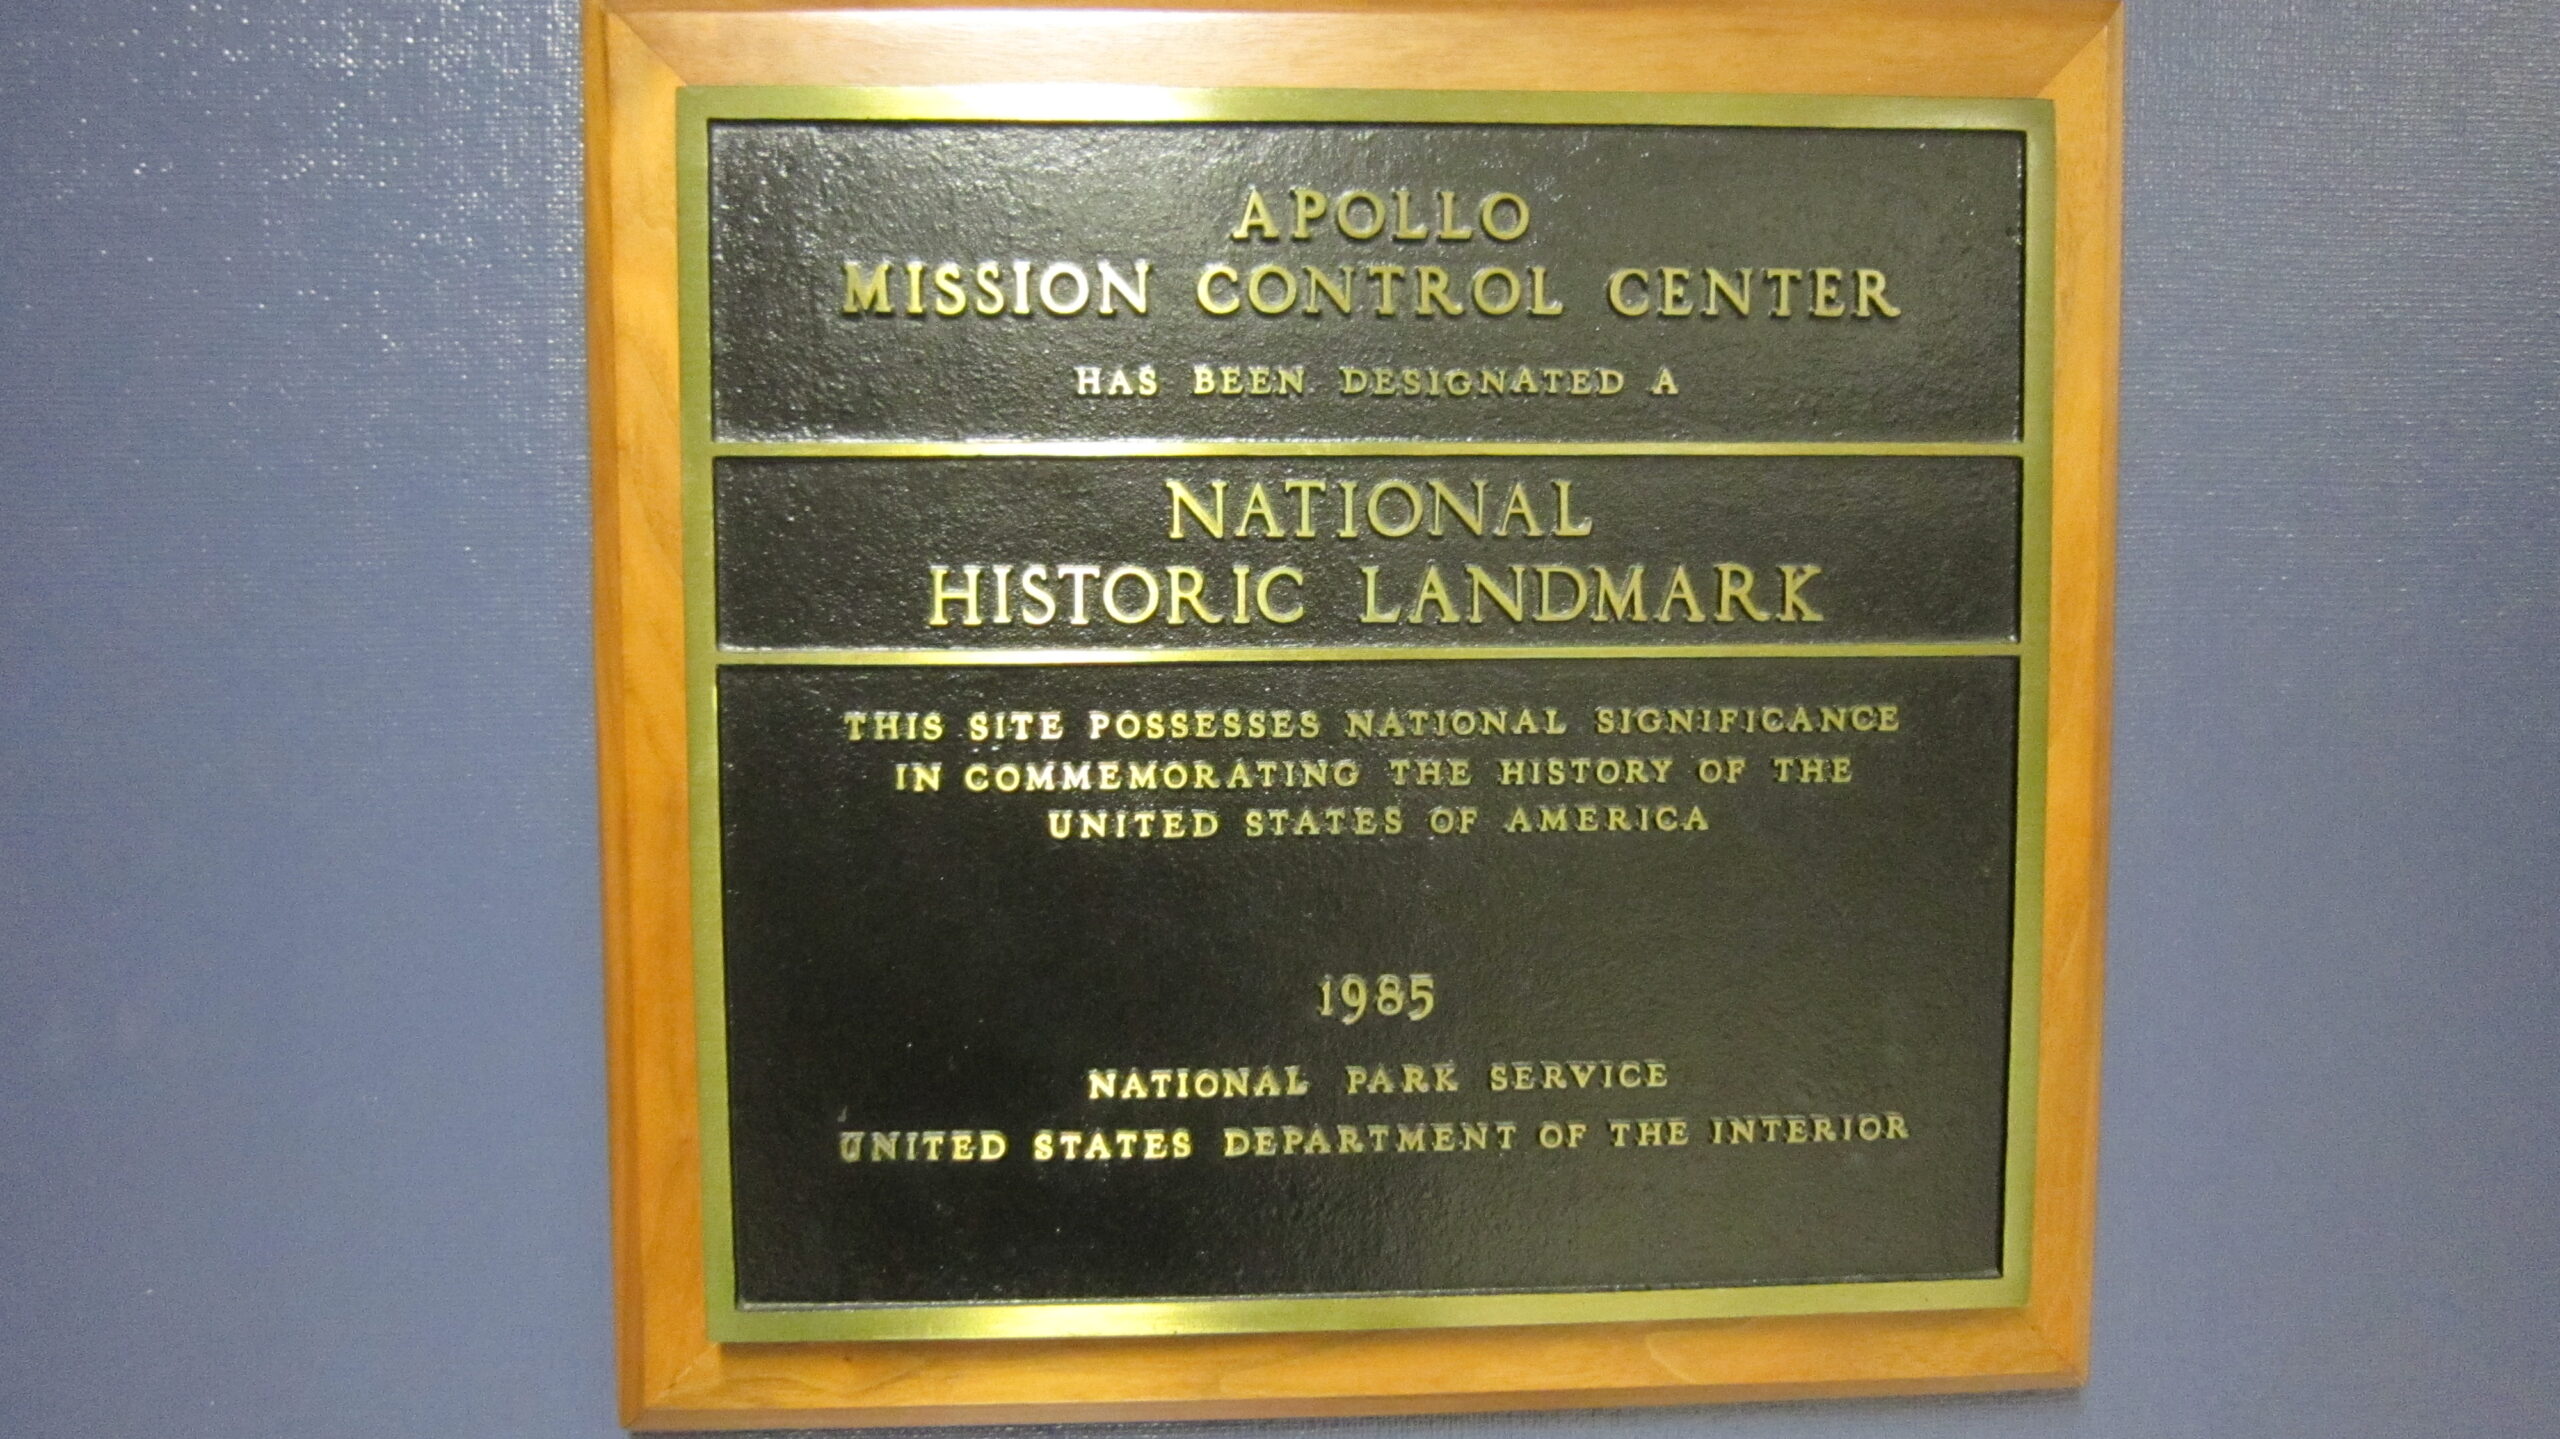 APOLLO
MISSION CONTROL CENTER
HAS BEEN DESIGNATED A
NATIONAL
HISTORIC LANDMARK
THIS SITE POSSESSES NATIONAL SIGNIFICANCE
IN COMMEMORATING THE HISTORY OF THE
UNITED STATES OF AMERICA
1985
NATIONAL PARK SERVICE
UNITED STATES DEPARTMENT OF THE INTERIOR